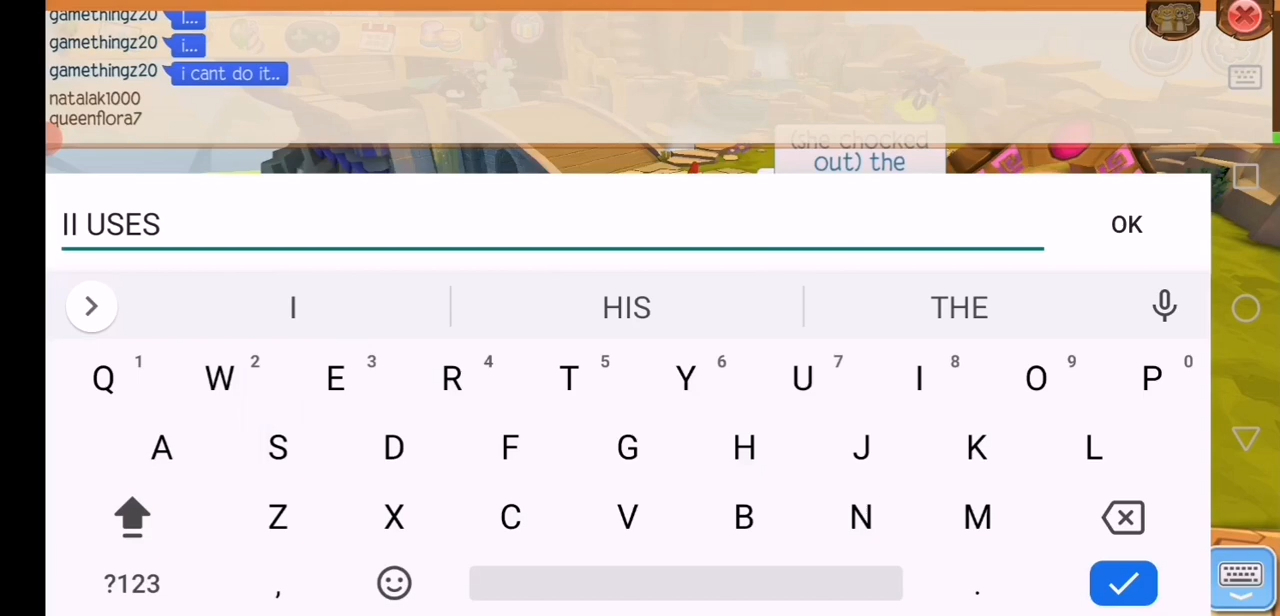 gamethingz20 i...
gamethingz20 i...
gamethingz20 i cant do it..
natalak1000
queenflora7
(she chocked
out) the
II USES
OK
I HIS THE
Q 1 W 2 E 3 R 4 T 5 Y 6 U 7 I 8 O 9 P 0
A S D F G H J K L
Z X C V B N M
?123 , .